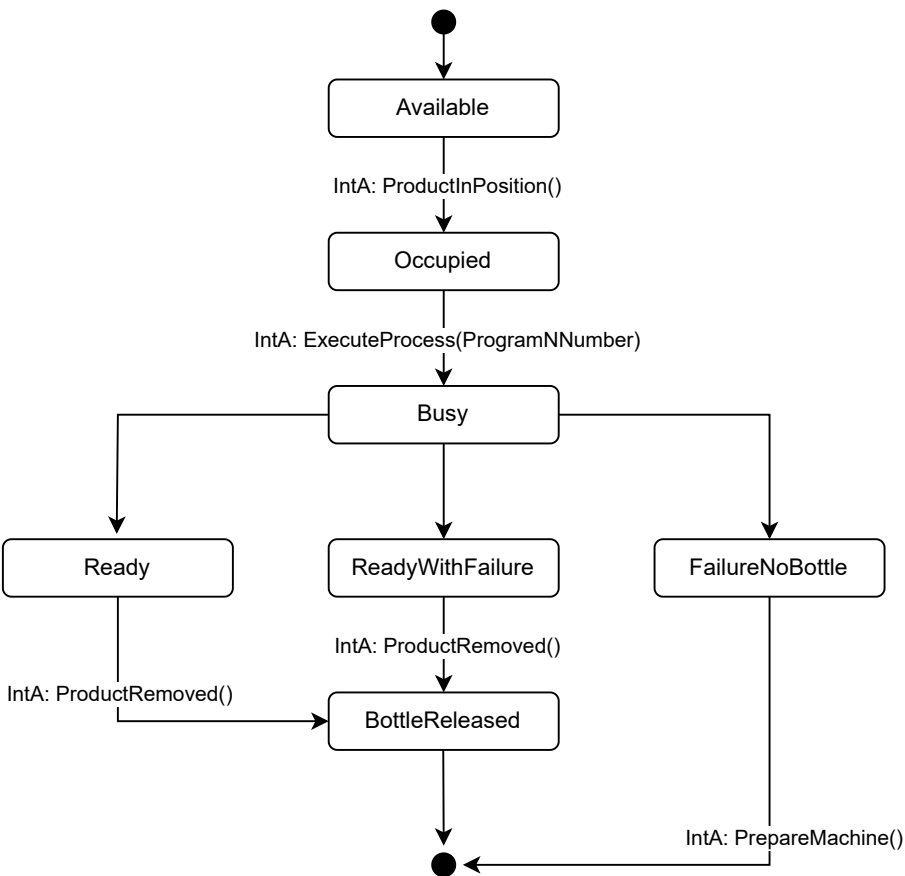 Available
IntA: ProductInPosition()
Occupied
IntA: ExecuteProcess(ProgramNNumber)
Busy
Ready
ReadyWithFailure
FailureNoBottle
IntA: ProductRemoved()
IntA: ProductRemoved()
BottleReleased
IntA: PrepareMachine()